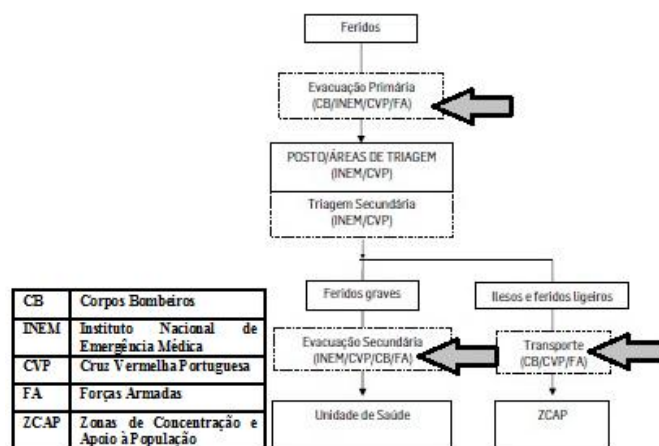 Feridos
Evacuação Primária
(CB/INEM/CVP/FA)
POSTO/ÁREAS DE TRIAGEM
(INEM/CVP)
Triagem Secundária
(INEM/CVP)
Feridos graves
Ilesos e feridos ligeiros
Evacuação Secundária
(INEM/CVP/CB/FA)
Transporte
(CB/CVP/FA)
Unidade de Saúde
ZCAP
CB Corpos Bombeiros
INEM Instituto Nacional de
Emergência Médica
CVP Cruz Vermelha Portuguesa
FA Forças Armadas
ZCAP Zonas de Concentração e
Apoio à População